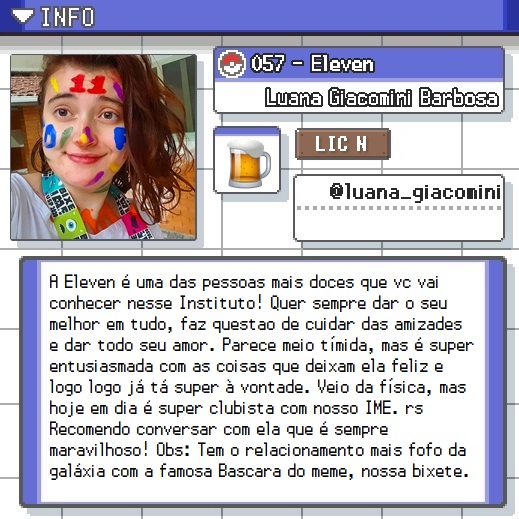 INFO
057 - Eleven
Luana Giacomini Barbosa
LIC N
@luana_giacomini
11
A Eleven é uma das pessoas mais doces que vc vai
conhecer nesse Instituto! Quer sempre dar o seu
melhor em tudo, faz questao de cuidar das amizades
e dar todo seu amor. Parece meio tímida, mas é super
entusiasmada com as coisas que deixam ela feliz e
logo logo já tá super à vontade. Veio da física, mas
hoje em dia é super clubista com nosso IME. rs
Recomendo conversar com ela que é sempre
maravilhoso! Obs: Tem o relacionamento mais fofo da
galáxia com a famosa Bascara do meme, nossa bixete.